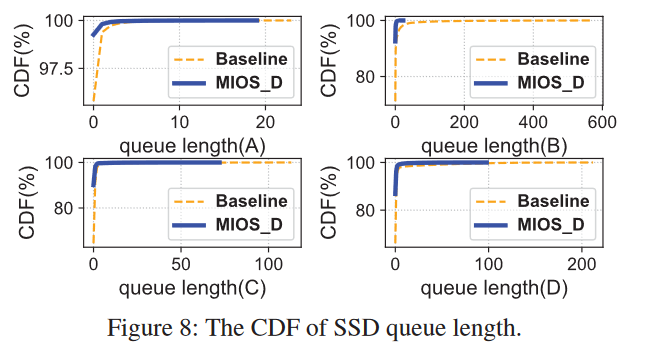 CDF(%)
100
97.5
Baseline
MIOS_D
0
10
20
queue length(A)
CDF(%)
100
80
Baseline
MIOS_D
0
200
400
600
queue length(B)
CDF(%)
100
80
Baseline
MIOS_D
0
50
100
queue length(C)
CDF(%)
100
80
Baseline
MIOS_D
0
100
200
queue length(D)
Figure 8: The CDF of SSD queue length.